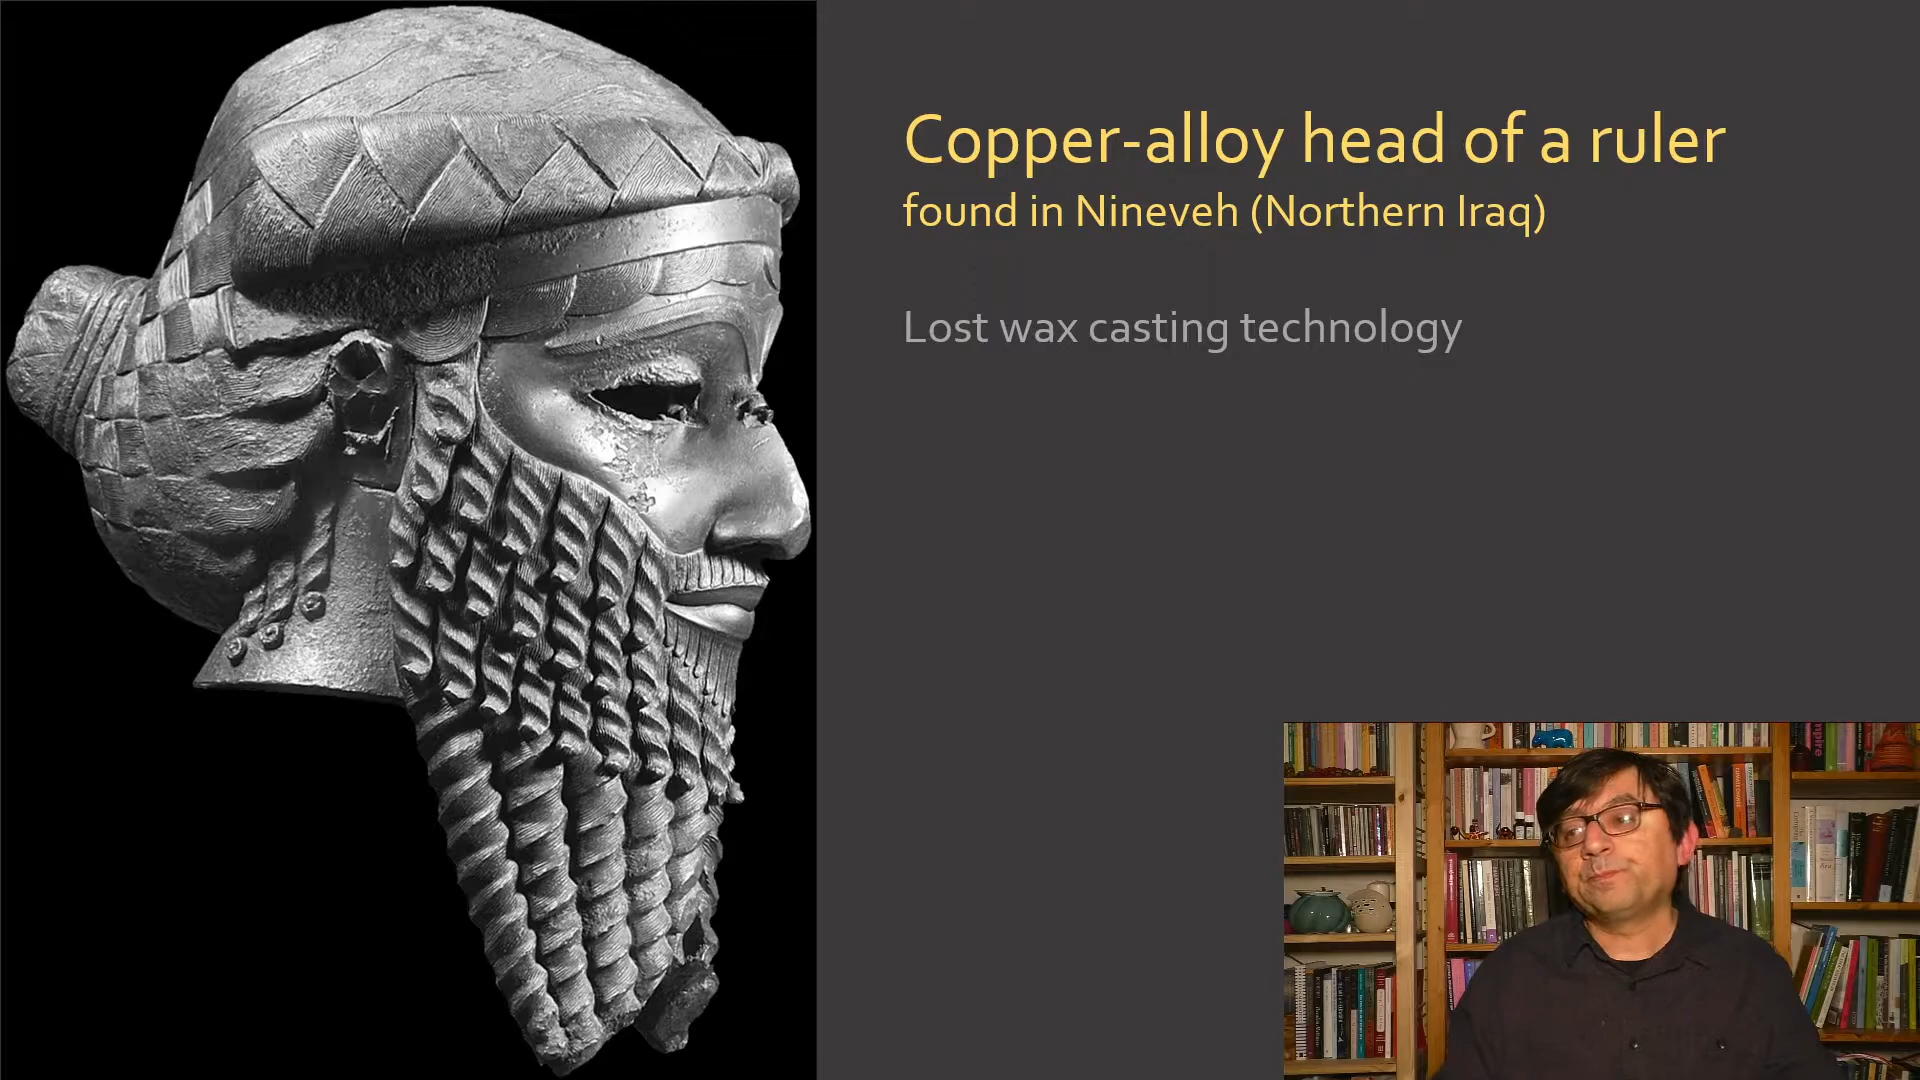 Copper-alloy head of a ruler
found in Nineveh (Northern Iraq)
Lost wax casting technology